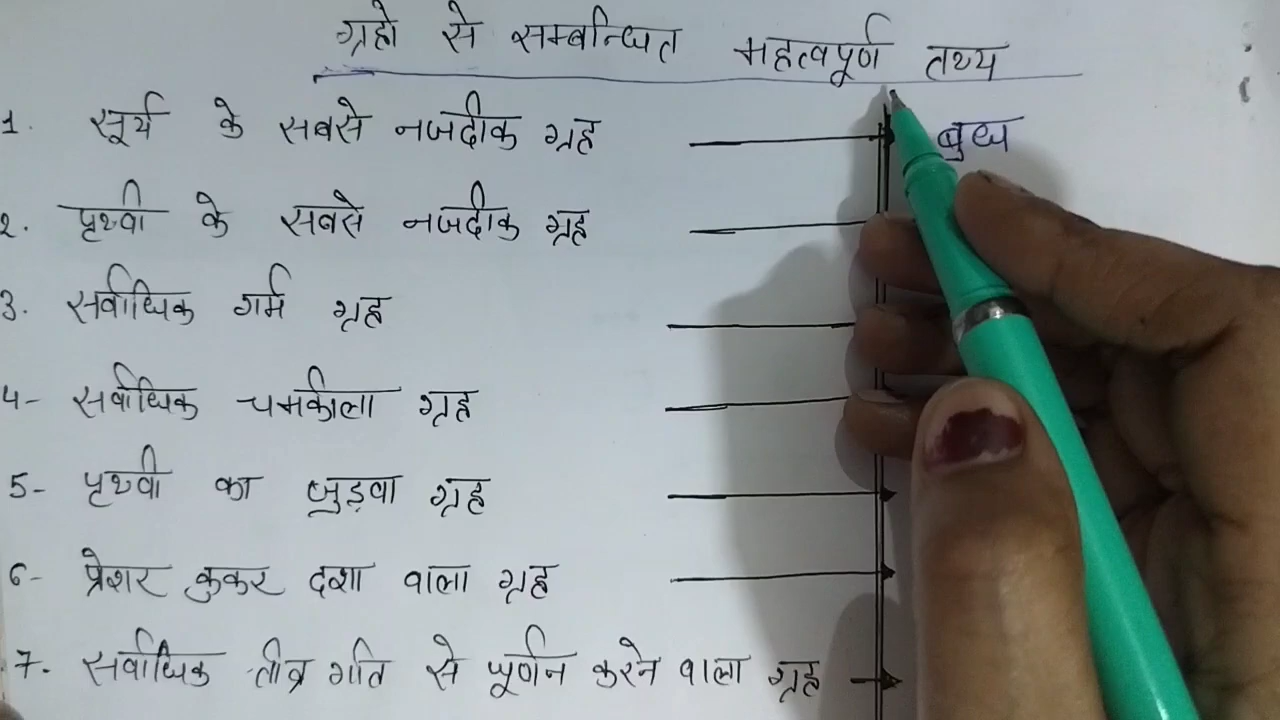 ग्रहो से सम्बन्धित महत्वपूर्ण तथ्य
1. सूर्य के सबसे नजदीक ग्रह बुध
2. पृथ्वी के सबसे नजदीक ग्रह
3. सर्वाधिक गर्म ग्रह
4- सर्वाधिक चमकीला ग्रह
5- पृथ्वी का जुड़वा ग्रह
6- प्रेशर कुकर दशा वाला ग्रह
7. सर्वाधिक तीव्र गति से पूर्णन करने वाला ग्रह